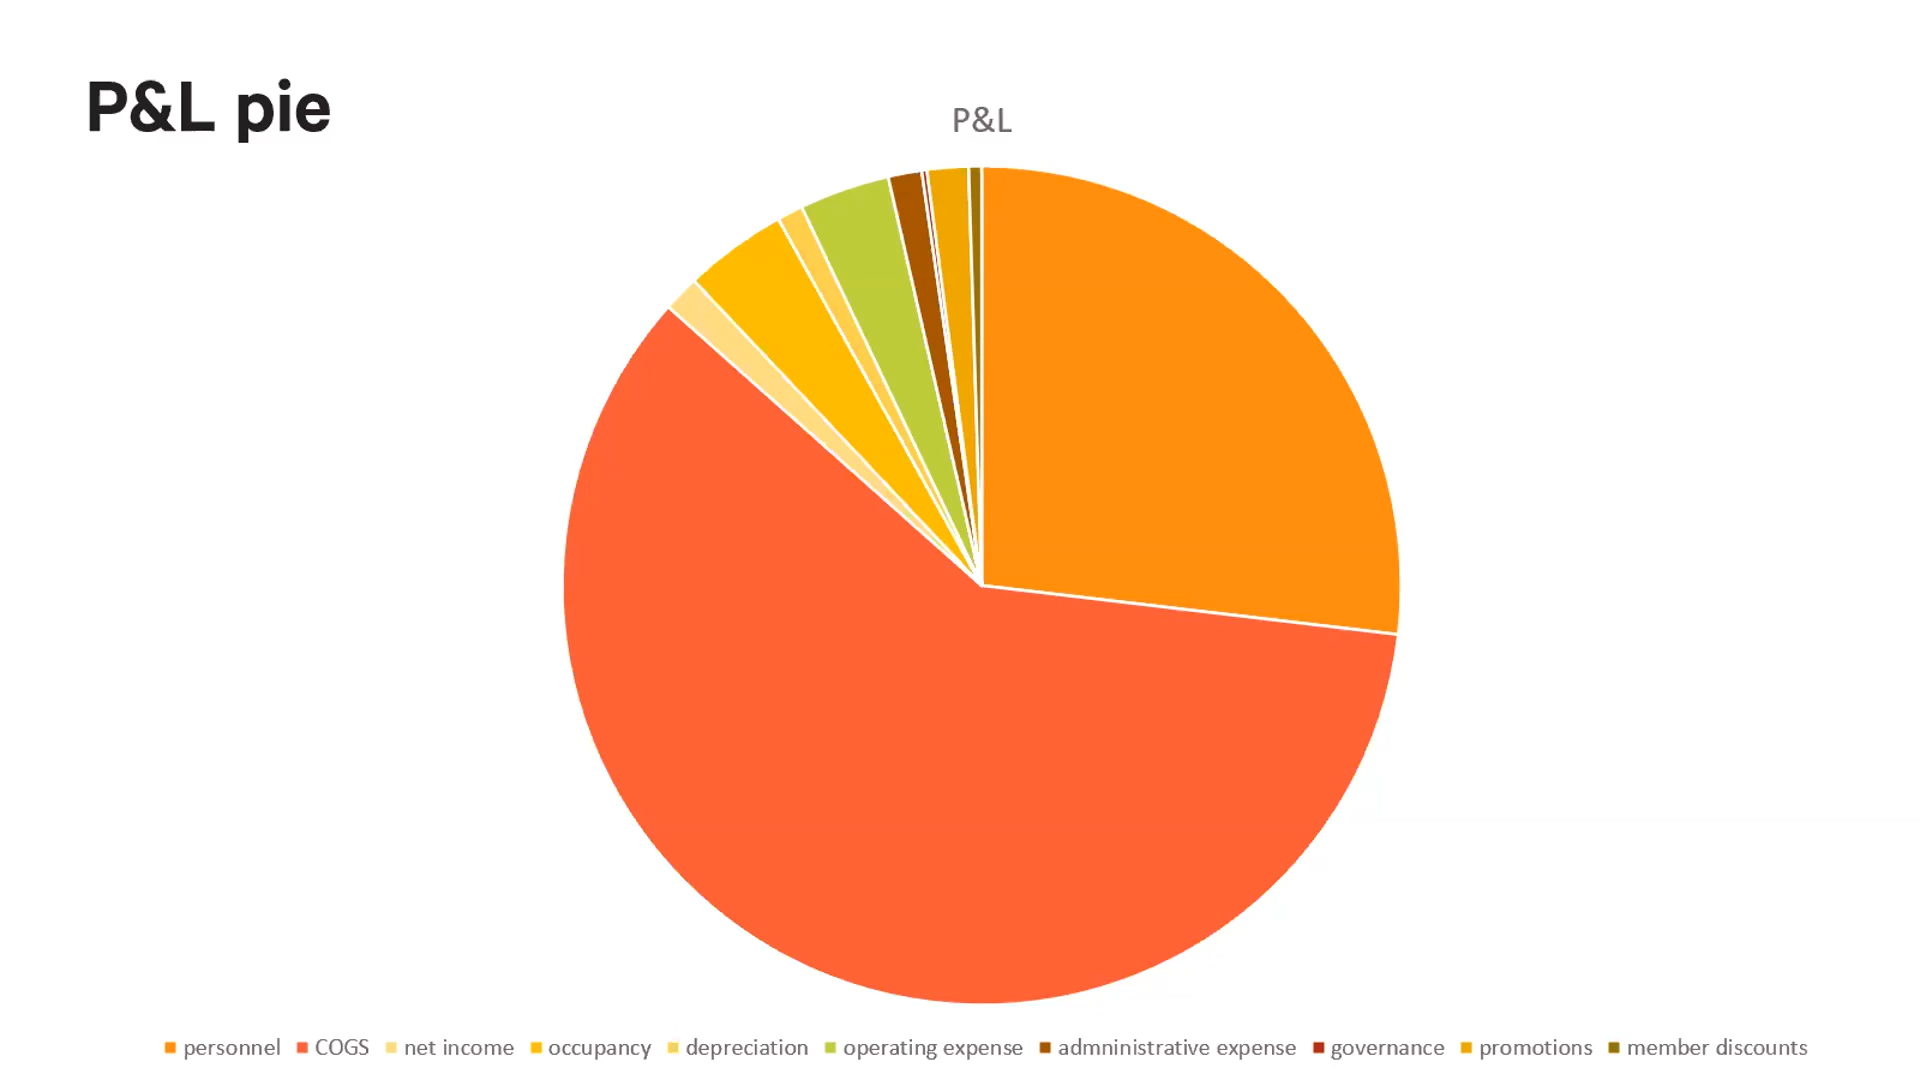 P&L pie
P&L
personnel COGS net income occupancy depreciation operating expense admninistrative expense governance promotions member discounts